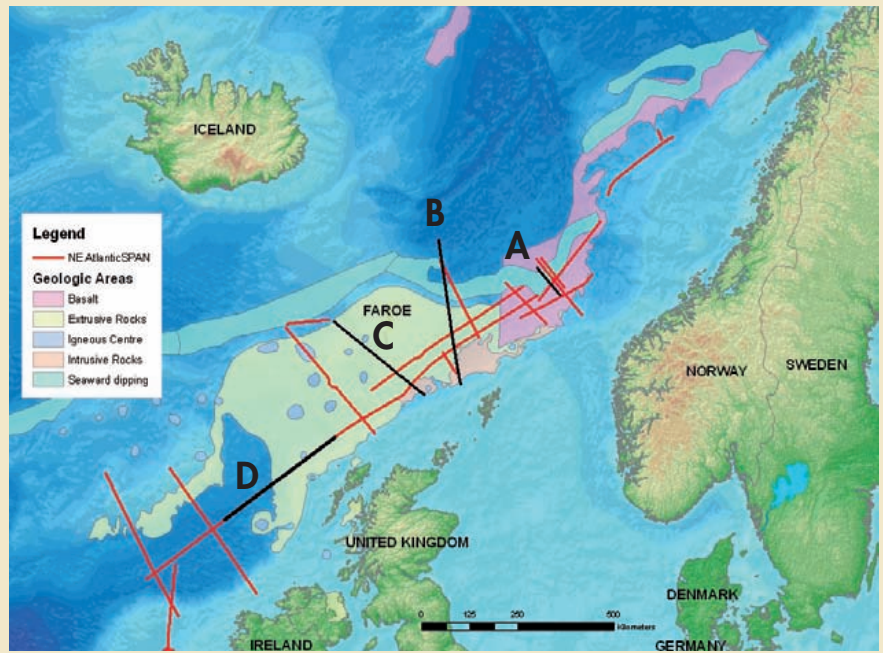 ICELAND
B
A
Legend
NE AtlanticSPAN
Geologic Areas
Basalt
Extrusive Rocks
Igneous Centre
Intrusive Rocks
Seaward dipping
FAROE
C
NORWAY
SWEDEN
D
UNITED KINGDOM
DENMARK
0 125 250 500
Kilometers
IRELAND
GERMANY